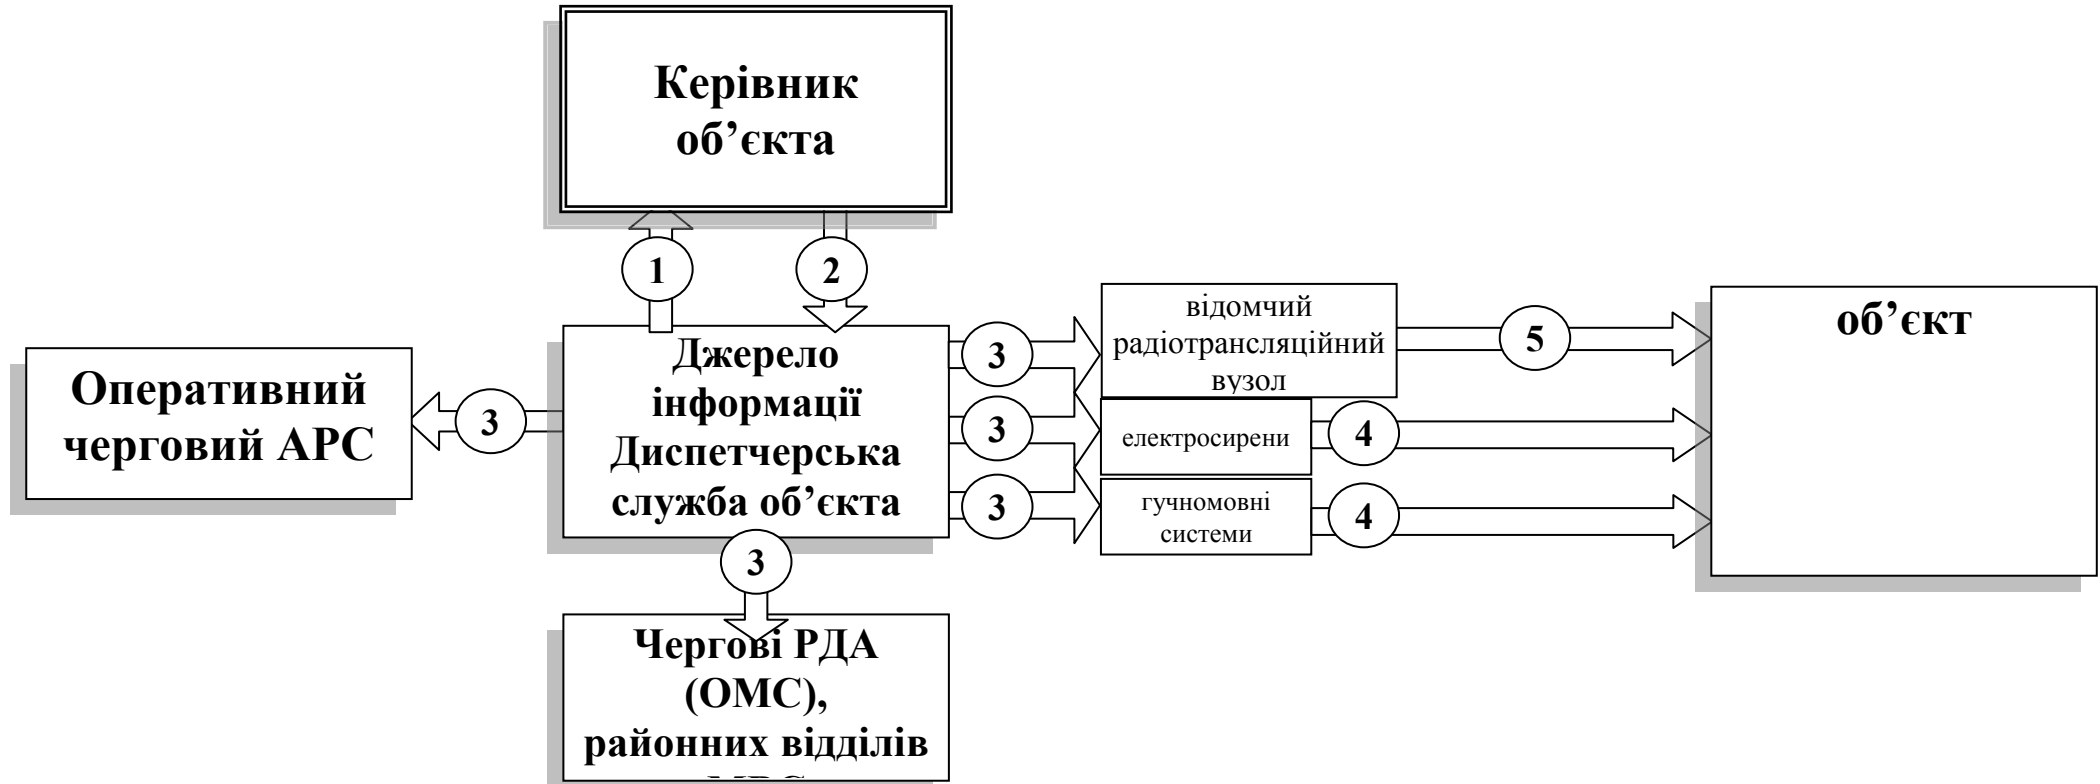 Керівник
об’єкта
1
2
Оперативний
черговий АРС
3
Джерело
інформації
Диспетчерська
служба об’єкта
3
3
3
3
відомчий
радіотрансляційний
вузол
електросирени
гучномовні
системи
5
4
4
об’єкт
Чергові РДА
(ОМС),
районних відділів